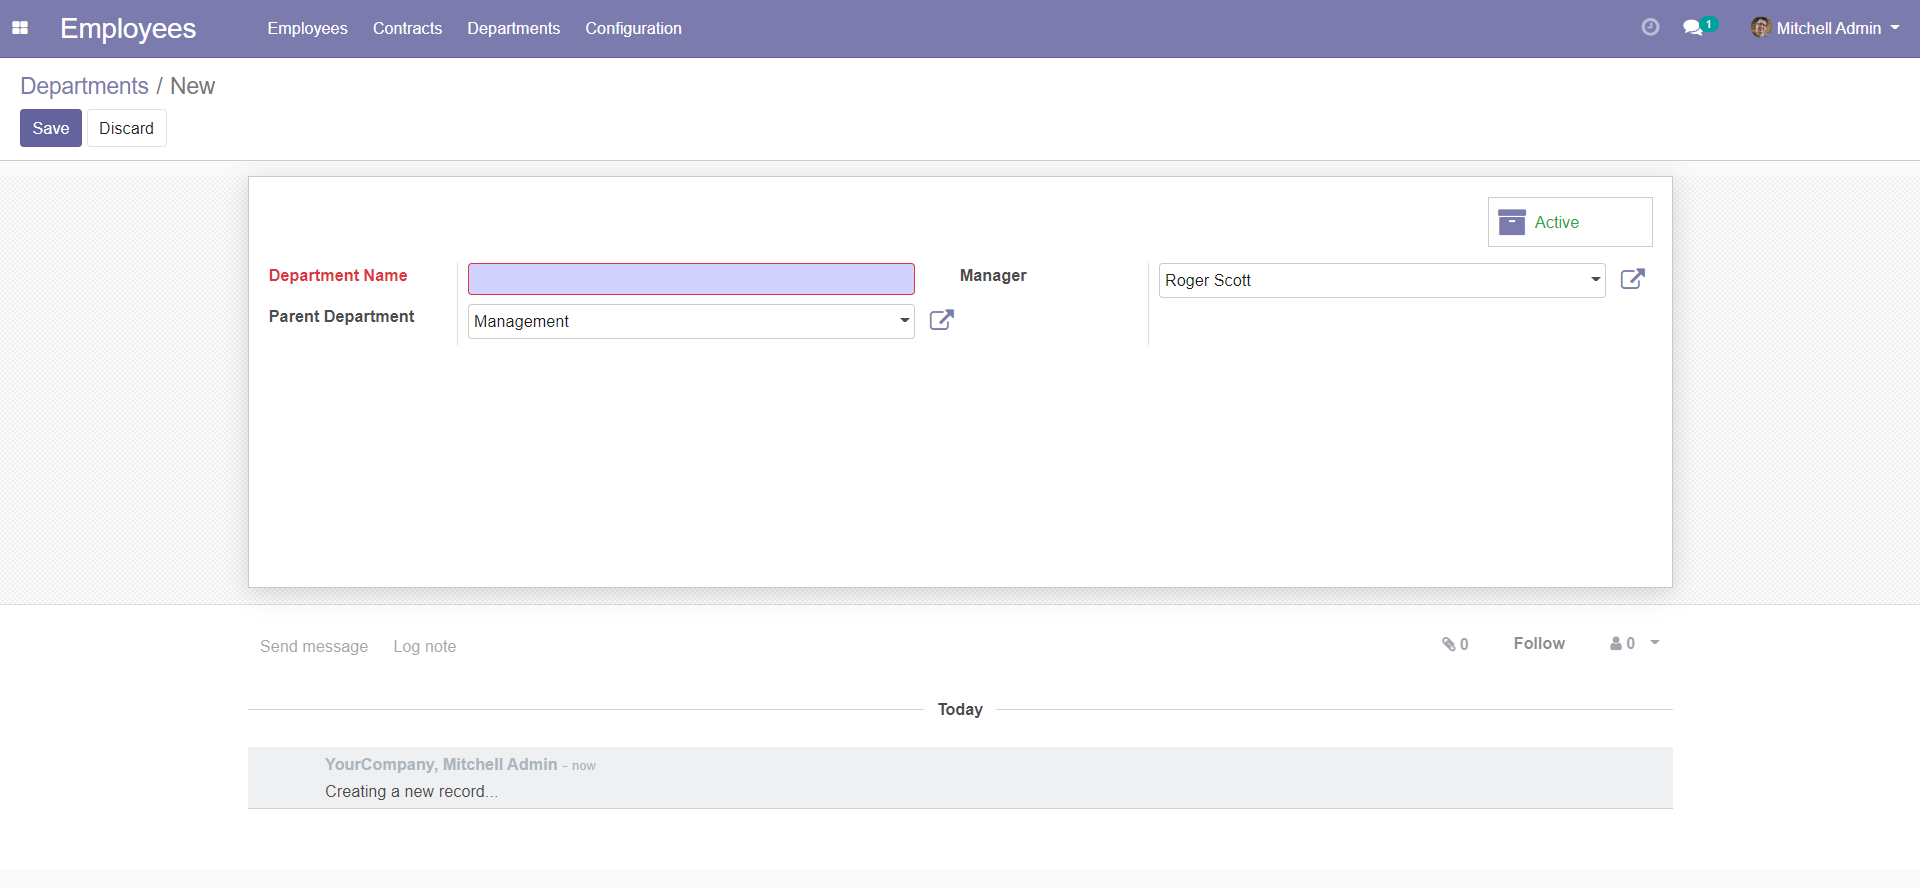 Employees Employees Contracts Departments Configuration 1 Mitchell Admin
Departments / New
Save Discard
Active
Department Name Manager Roger Scott
Parent Department Management
Send message Log note 0 Follow 0
Today
YourCompany, Mitchell Admin - now
Creating a new record...